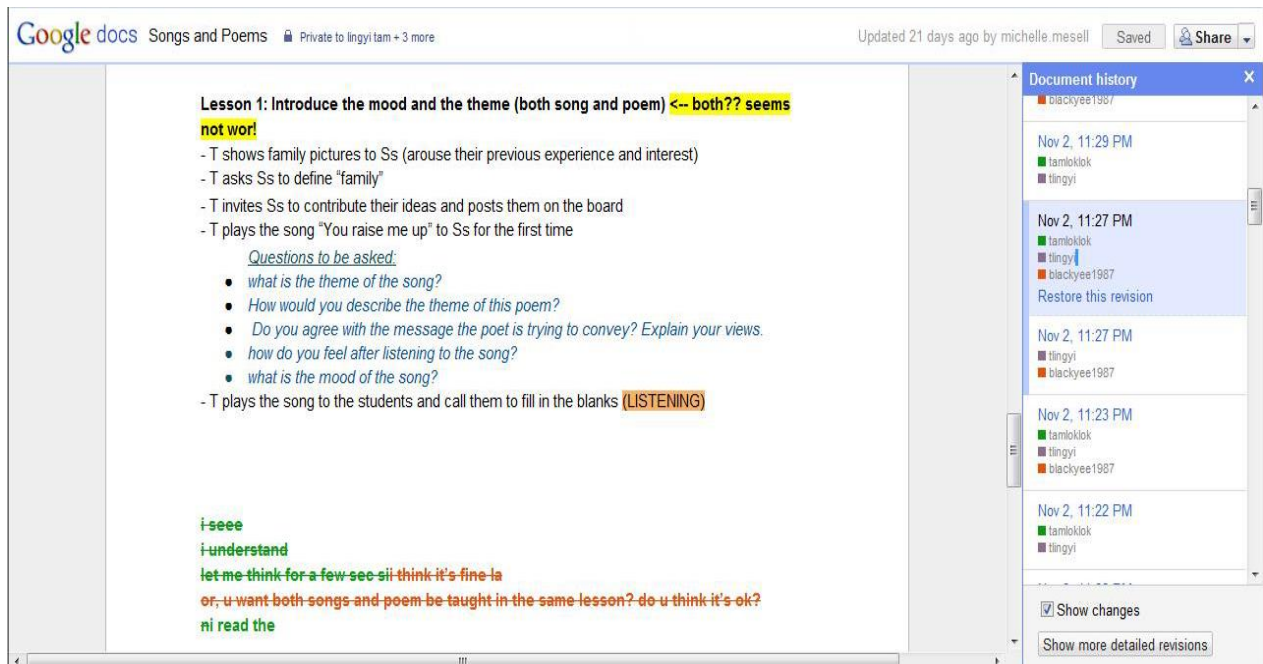 Google docs Songs and Poems Private to lingyi tam + 3 more
Updated 21 days ago by michelle.mesell Saved Share
Lesson 1: Introduce the mood and the theme (both song and poem) <-- both?? seems
not wor!
- T shows family pictures to Ss (arouse their previous experience and interest)
- T asks Ss to define "family"
- T invites Ss to contribute their ideas and posts them on the board
- T plays the song "You raise me up" to Ss for the first time
Questions to be asked:
• what is the theme of the song?
• How would you describe the theme of this poem?
• Do you agree with the message the poet is trying to convey? Explain your views.
• how do you feel after listening to the song?
• what is the mood of the song?
- T plays the song to the students and call them to fill in the blanks (LISTENING)
i seee
i understand
let me think for a few sec sii think it's fine la
or, u want both songs and poem be taught in the same lesson? do u think it's ok?
ni read the
Document history X
blackyee1987
Nov 2, 11:29 PM
tamloklok
tlingyi
Nov 2, 11:27 PM
tamloklok
tlingyi
blackyee1987
Restore this revision
Nov 2, 11:27 PM
tlingyi
blackyee1987
Nov 2, 11:23 PM
tamloklok
tlingyi
blackyee1987
Nov 2, 11:22 PM
tamloklok
tlingyi
Show changes
Show more detailed revisions